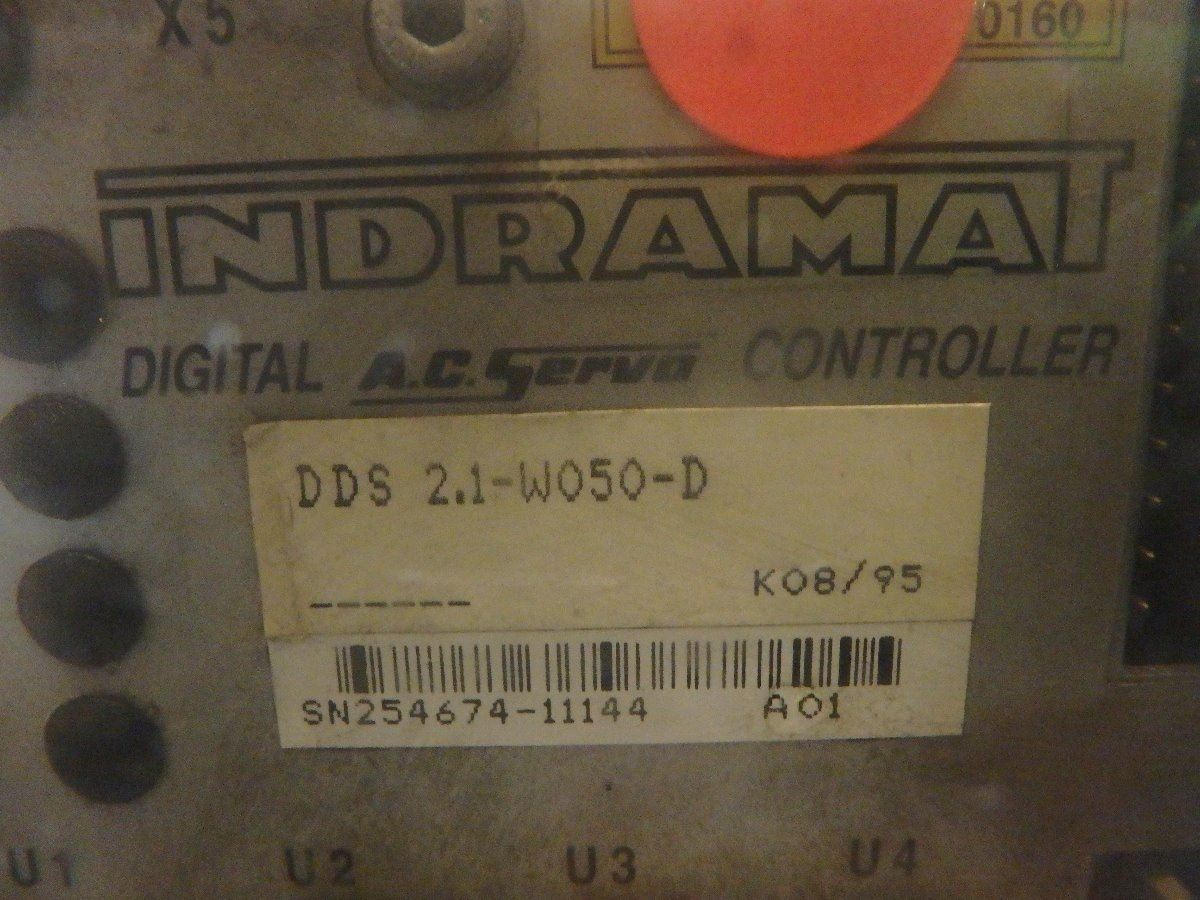 X5
0160
INDRAMAT
DIGITAL A.C. Servo CONTROLLER
DDS 2.1-W050-D
------
K08/95
SN254674-11144 A01
U1 U2 U3 U4